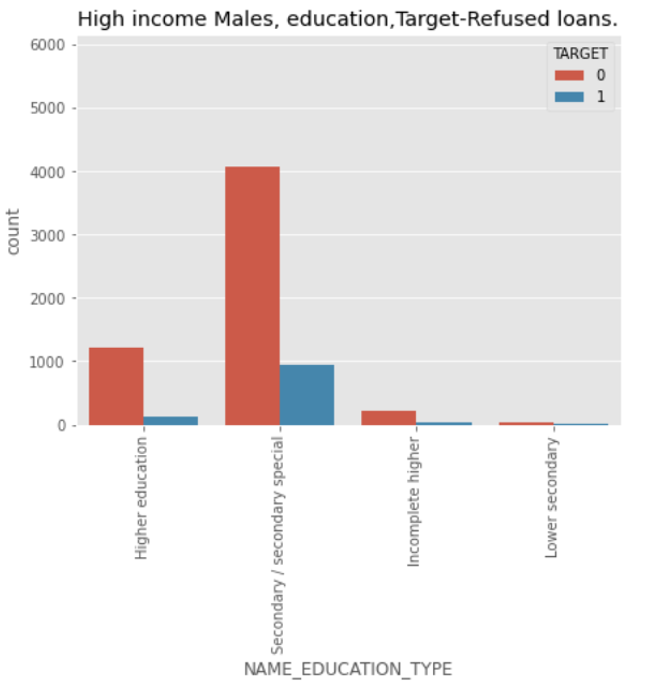 High income Males, education,Target-Refused loans.
TARGET
0
1
6000
5000
4000
3000
2000
1000
0
count
Higher education
Secondary / secondary special
Incomplete higher
Lower secondary
NAME_EDUCATION_TYPE